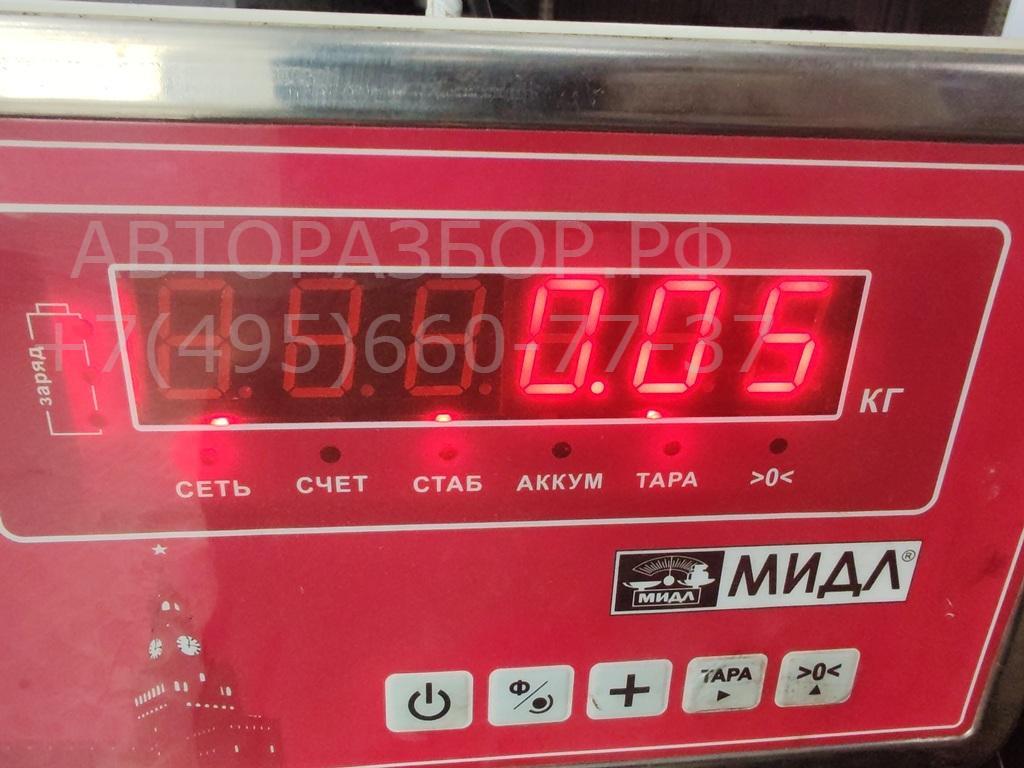 АВТОРАЗБОР.РФ
+7(495)660-77-37
заряд
0.05
КГ
СЕТЬ СЧЕТ СТАБ АККУМ ТАРА >0<
МИДЛ МИДЛ®
Ф ТАРА >0<